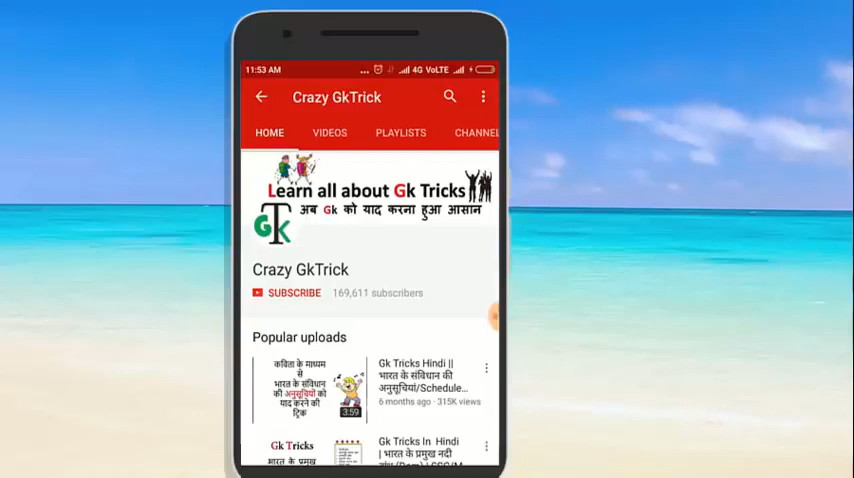 11:53 AM
... 4G VoLTE
Crazy GkTrick
HOME VIDEOS PLAYLISTS CHANNEL
Learn all about Gk Tricks
अब Gk को याद करना हुआ आसान
GTK
Crazy GkTrick
SUBSCRIBE 169,611 subscribers
Popular uploads
कविता के माध्यम
से
भारत के संविधान
की अनुसूचियों को
याद करने की
ट्रिक
3:59
Gk Tricks Hindi ||
भारत के संविधान की
अनुसूचियां/Schedule...
6 months ago · 315K views
Gk Tricks
भारत के प्रमुख
Gk Tricks In Hindi
| भारत के प्रमुख नदी